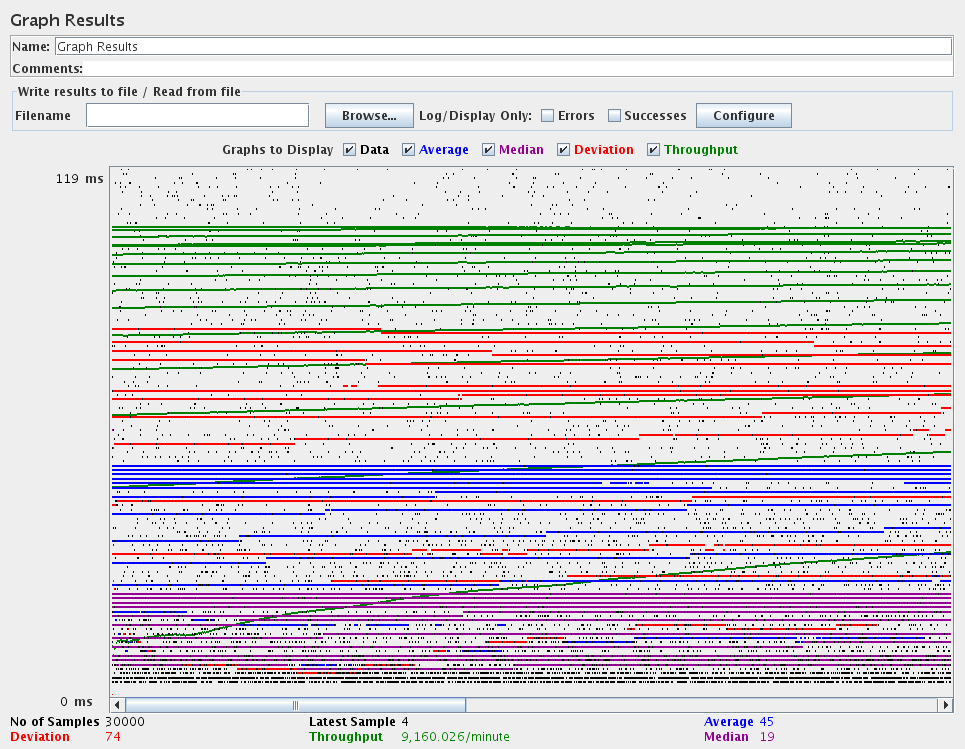 Graph Results
Name: Graph Results
Comments:
Write results to file / Read from file
Filename Browse... Log/Display Only: Errors Successes Configure
Graphs to Display Data Average Median Deviation Throughput
119 ms
0 ms
No of Samples 30000 Latest Sample 4 Average 45
Deviation 74 Throughput 9,160.026/minute Median 19